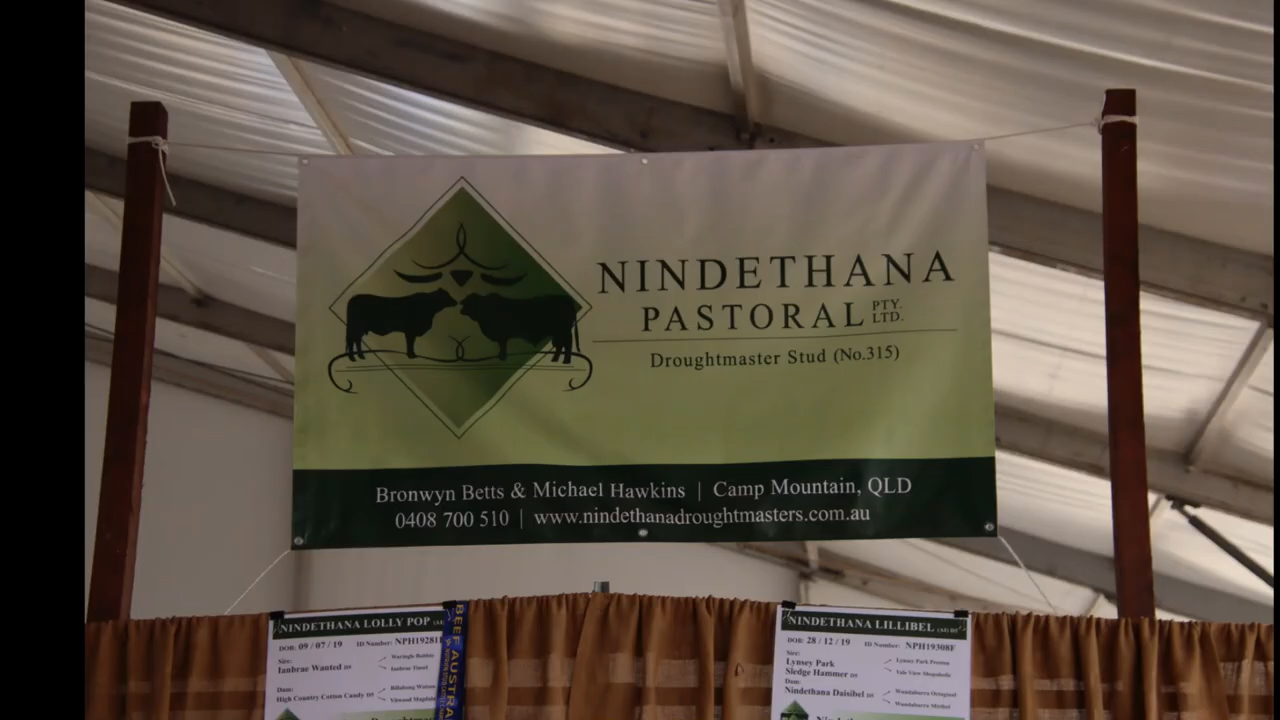 NINDETHANA
PASTORAL PTY. LTD.
Droughtmaster Stud (No.315)
Bronwyn Betts & Michael Hawkins | Camp Mountain, QLD
0408 700 510 | www.nindethanadroughtmasters.com.au
NINDETHANA LOLLY POP
DOB: 09 / 07 / 19 ID Number:
Sire:
Ianbrae Wanted
Dam:
High Country Cotton Candy
BEEF
NINDETHANA LILLIBEL
DOB: 28 / 12 / 19 ID Number: NPH19308F
Sire:
Lynsey Park
Sledge Hammer
Dam:
Nindethana Daisibel